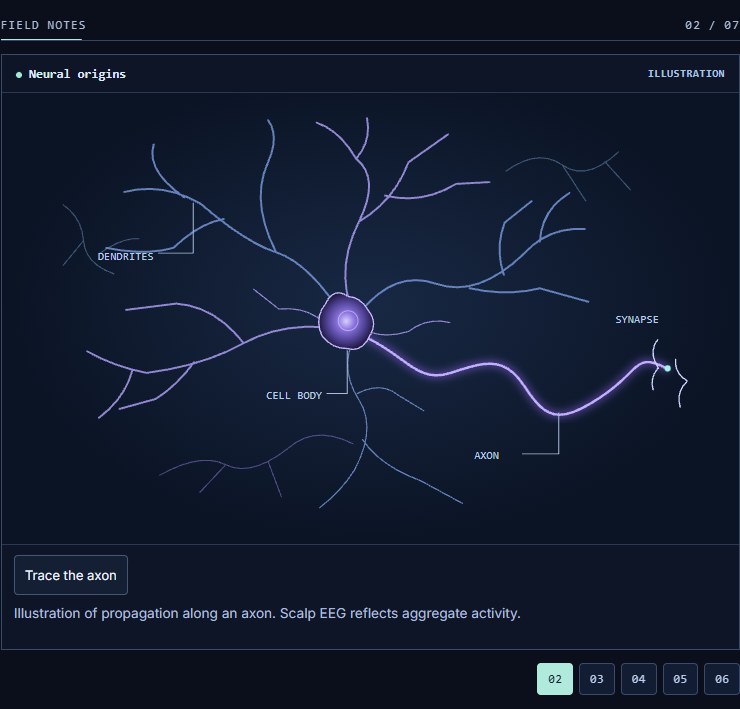 FIELD NOTES
02 / 07
Neural origins
ILLUSTRATION
DENDRITES
SYNAPSE
CELL BODY
AXON
Trace the axon
Illustration of propagation along an axon. Scalp EEG reflects aggregate activity.
02 03 04 05 06